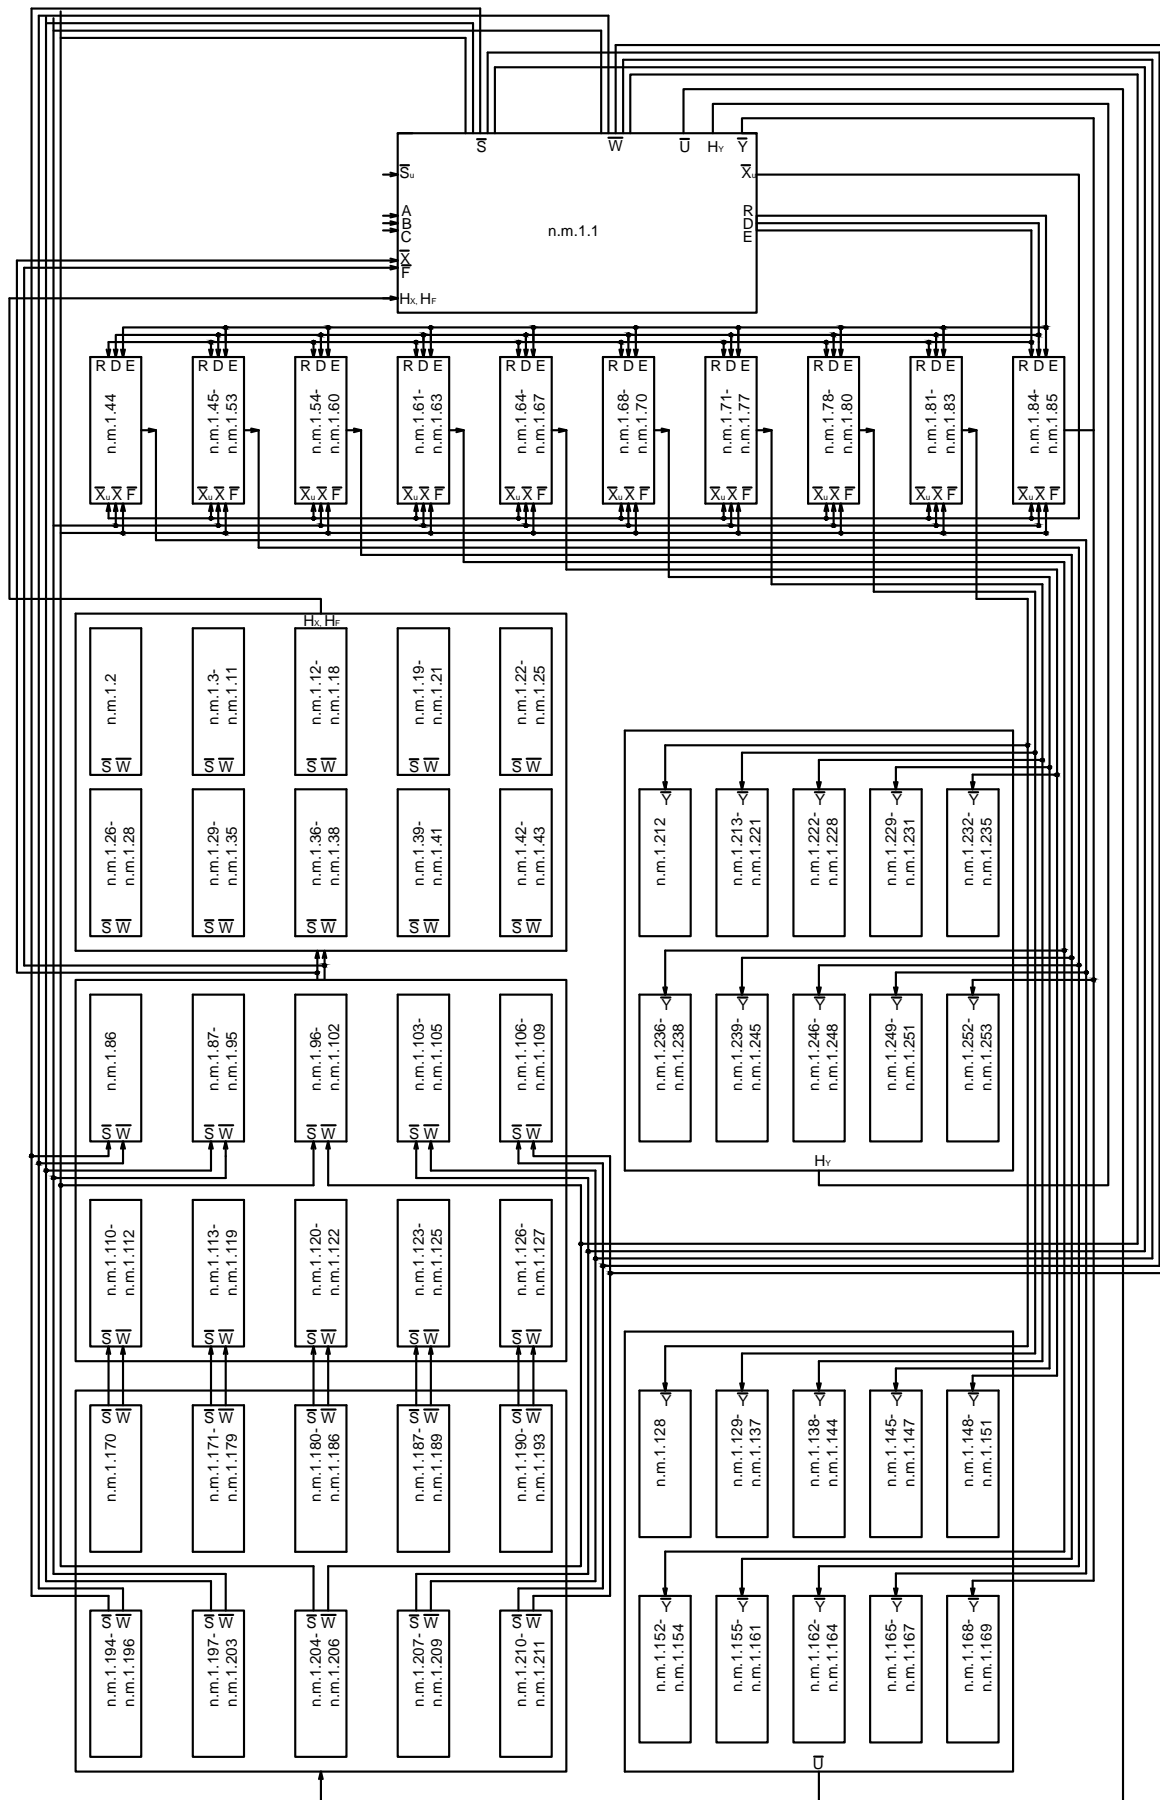 S̅ W̅ U̅ HY Y̅
S̅u X̅u
A R
B D
C n.m.1.1 E
X̅
F̅
HX, HF
R D E R D E R D E R D E R D E R D E R D E R D E R D E R D E
n.m.1.44
n.m.1.45-
n.m.1.53
n.m.1.54-
n.m.1.60
n.m.1.61-
n.m.1.63
n.m.1.64-
n.m.1.67
n.m.1.68-
n.m.1.70
n.m.1.71-
n.m.1.77
n.m.1.78-
n.m.1.80
n.m.1.81-
n.m.1.83
n.m.1.84-
n.m.1.85
X̅u X̅ F̅ X̅u X̅ F̅ X̅u X̅ F̅ X̅u X̅ F̅ X̅u X̅ F̅ X̅u X̅ F̅ X̅u X̅ F̅ X̅u X̅ F̅ X̅u X̅ F̅ X̅u X̅ F̅
HX, HF
n.m.1.2
n.m.1.3-
n.m.1.11
n.m.1.12-
n.m.1.18
n.m.1.19-
n.m.1.21
n.m.1.22-
n.m.1.25
S̅ W̅ S̅ W̅ S̅ W̅ S̅ W̅ S̅ W̅
n.m.1.26-
n.m.1.28
n.m.1.29-
n.m.1.35
n.m.1.36-
n.m.1.38
n.m.1.39-
n.m.1.41
n.m.1.42-
n.m.1.43
S̅ W̅ S̅ W̅ S̅ W̅ S̅ W̅ S̅ W̅
Y̅ Y̅ Y̅ Y̅ Y̅
n.m.1.212
n.m.1.213-
n.m.1.221
n.m.1.222-
n.m.1.228
n.m.1.229-
n.m.1.231
n.m.1.232-
n.m.1.235
Y̅ Y̅ Y̅ Y̅ Y̅
n.m.1.236-
n.m.1.238
n.m.1.239-
n.m.1.245
n.m.1.246-
n.m.1.248
n.m.1.249-
n.m.1.251
n.m.1.252-
n.m.1.253
HY
n.m.1.86
n.m.1.87-
n.m.1.95
n.m.1.96-
n.m.1.102
n.m.1.103-
n.m.1.105
n.m.1.106-
n.m.1.109
S̅ W̅ S̅ W̅ S̅ W̅ S̅ W̅ S̅ W̅
n.m.1.110-
n.m.1.112
n.m.1.113-
n.m.1.119
n.m.1.120-
n.m.1.122
n.m.1.123-
n.m.1.125
n.m.1.126-
n.m.1.127
S̅ W̅ S̅ W̅ S̅ W̅ S̅ W̅ S̅ W̅
S̅ W̅ S̅ W̅ S̅ W̅ S̅ W̅ S̅ W̅
n.m.1.170
n.m.1.171-
n.m.1.179
n.m.1.180-
n.m.1.186
n.m.1.187-
n.m.1.189
n.m.1.190-
n.m.1.193
S̅ W̅ S̅ W̅ S̅ W̅ S̅ W̅ S̅ W̅
n.m.1.194-
n.m.1.196
n.m.1.197-
n.m.1.203
n.m.1.204-
n.m.1.206
n.m.1.207-
n.m.1.209
n.m.1.210-
n.m.1.211
Y̅ Y̅ Y̅ Y̅ Y̅
n.m.1.128
n.m.1.129-
n.m.1.137
n.m.1.138-
n.m.1.144
n.m.1.145-
n.m.1.147
n.m.1.148-
n.m.1.151
Y̅ Y̅ Y̅ Y̅ Y̅
n.m.1.152-
n.m.1.154
n.m.1.155-
n.m.1.161
n.m.1.162-
n.m.1.164
n.m.1.165-
n.m.1.167
n.m.1.168-
n.m.1.169
U̅